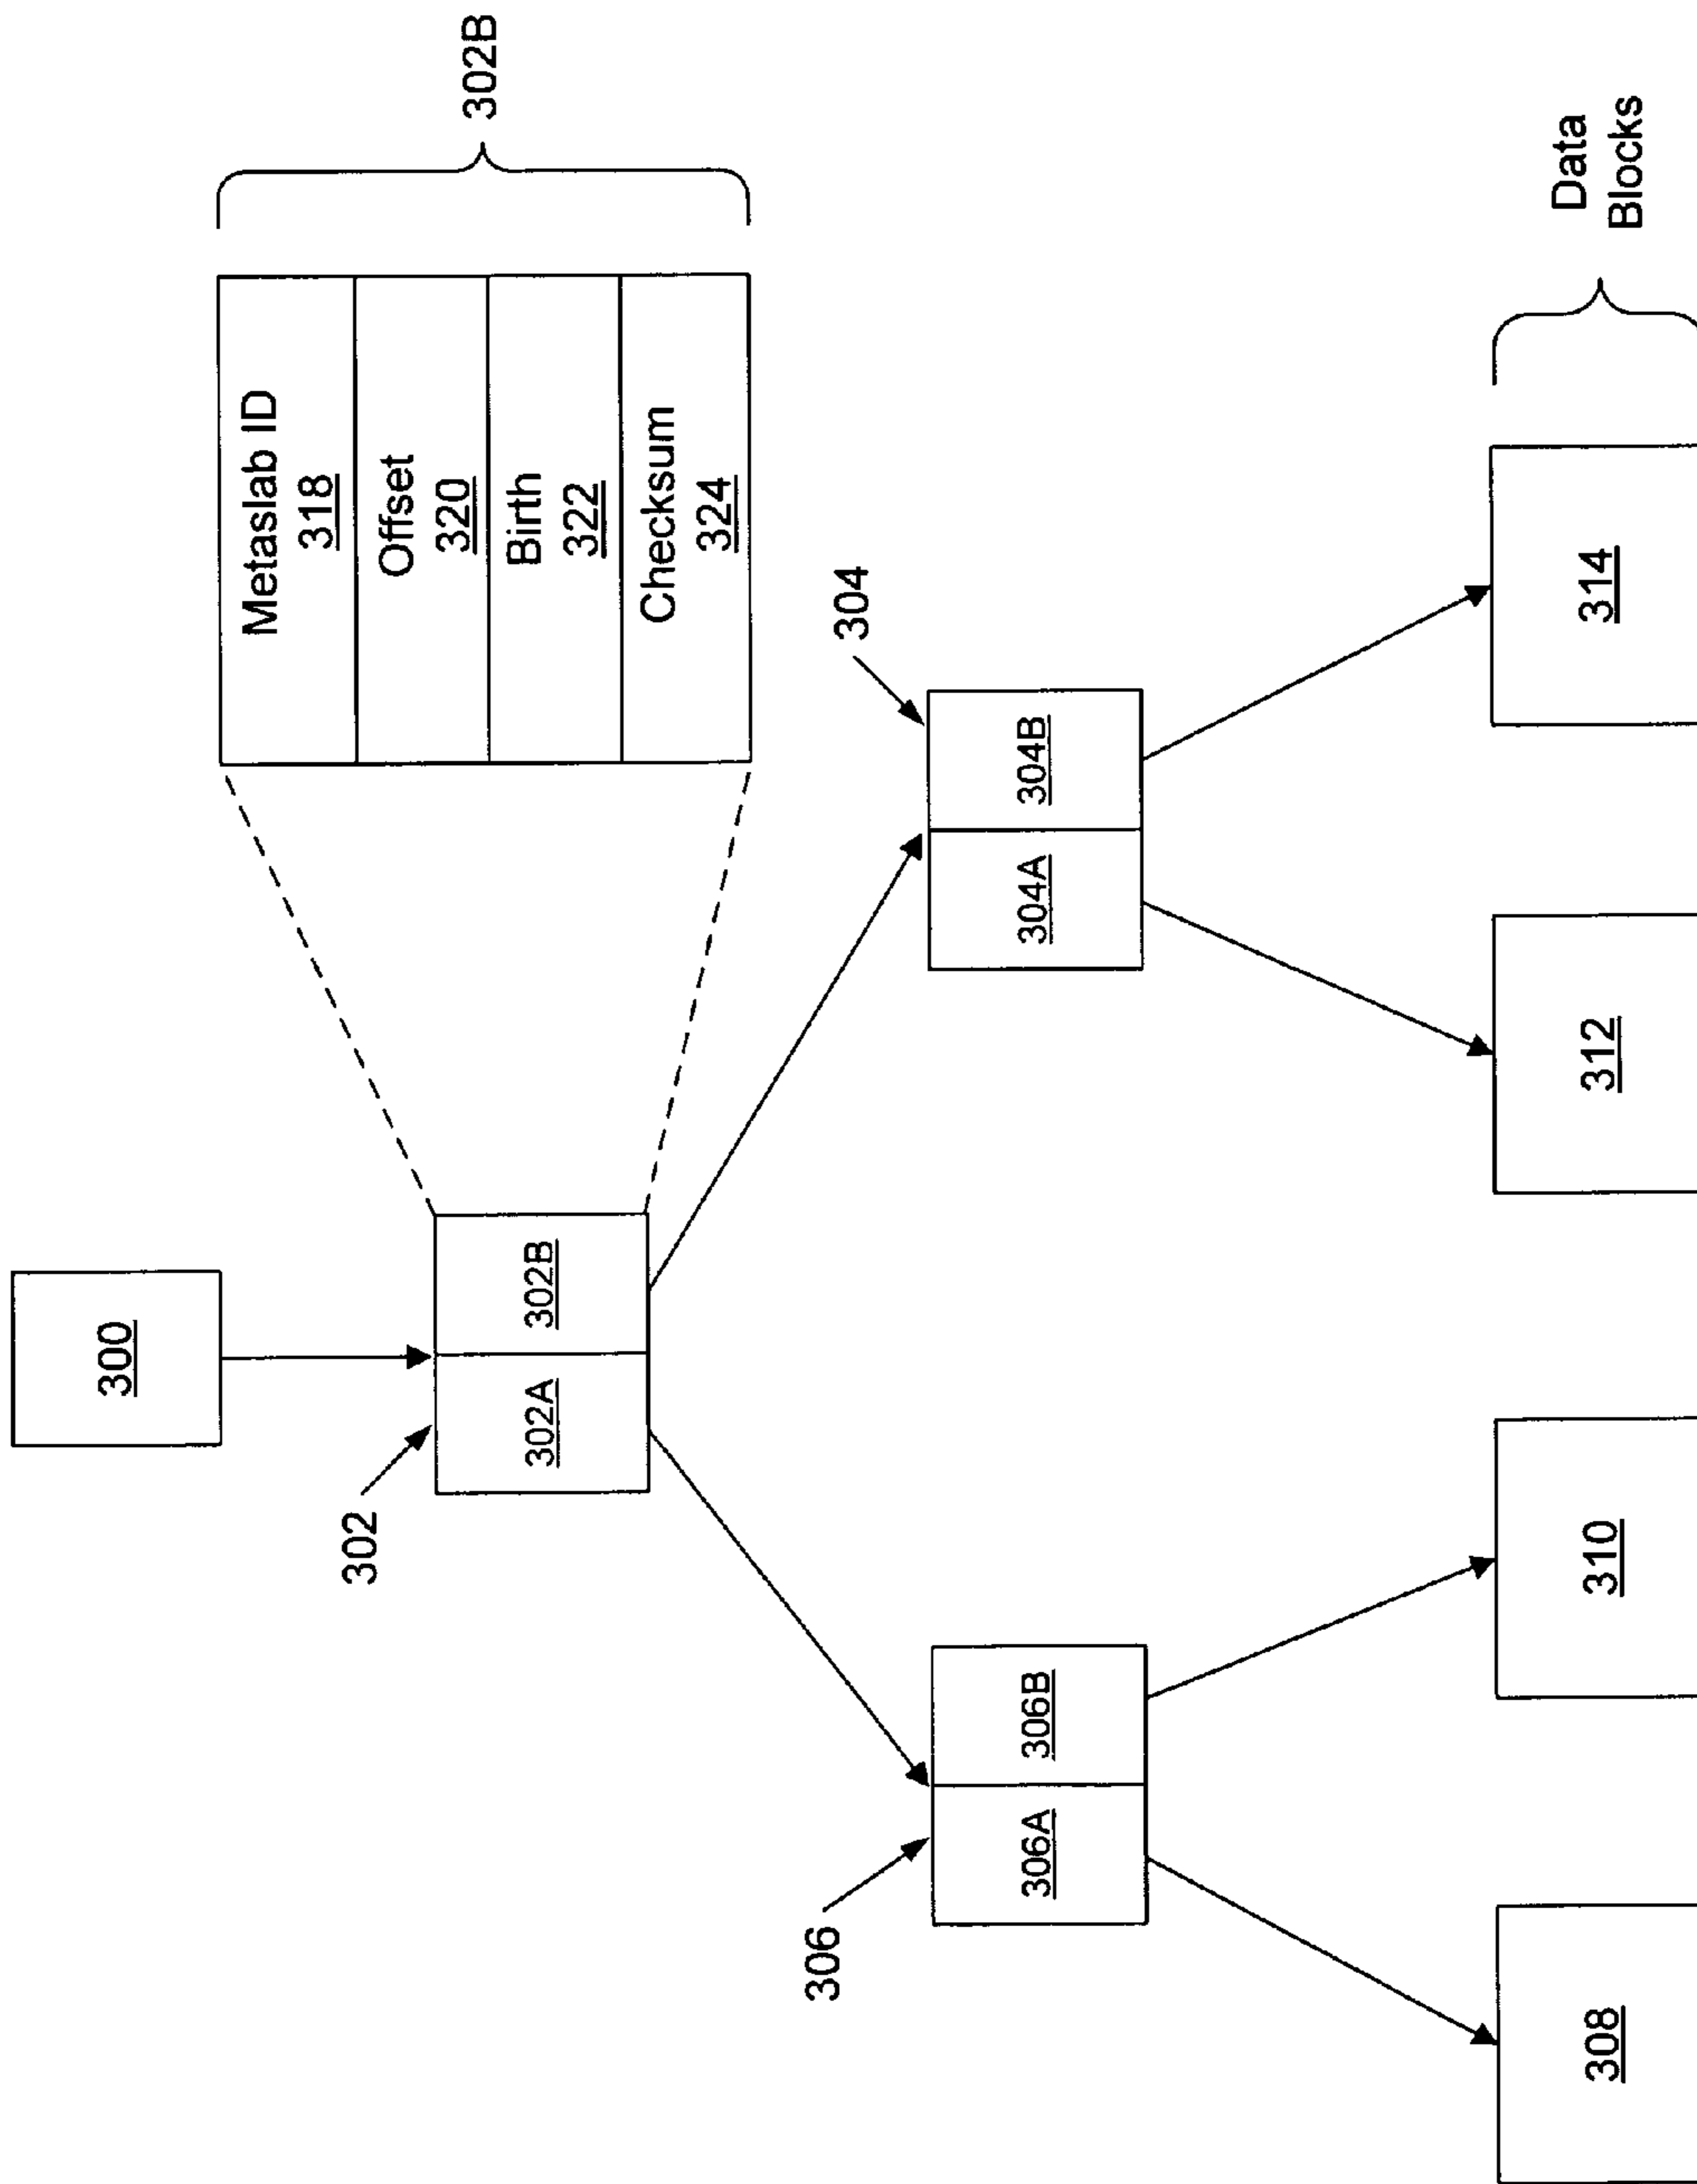 300
302
302A 302B
Metaslab ID
318
Offset
320
Birth
322
Checksum
324
302B
306
306A 306B
304
304A 304B
308
310
312
314
Data
Blocks